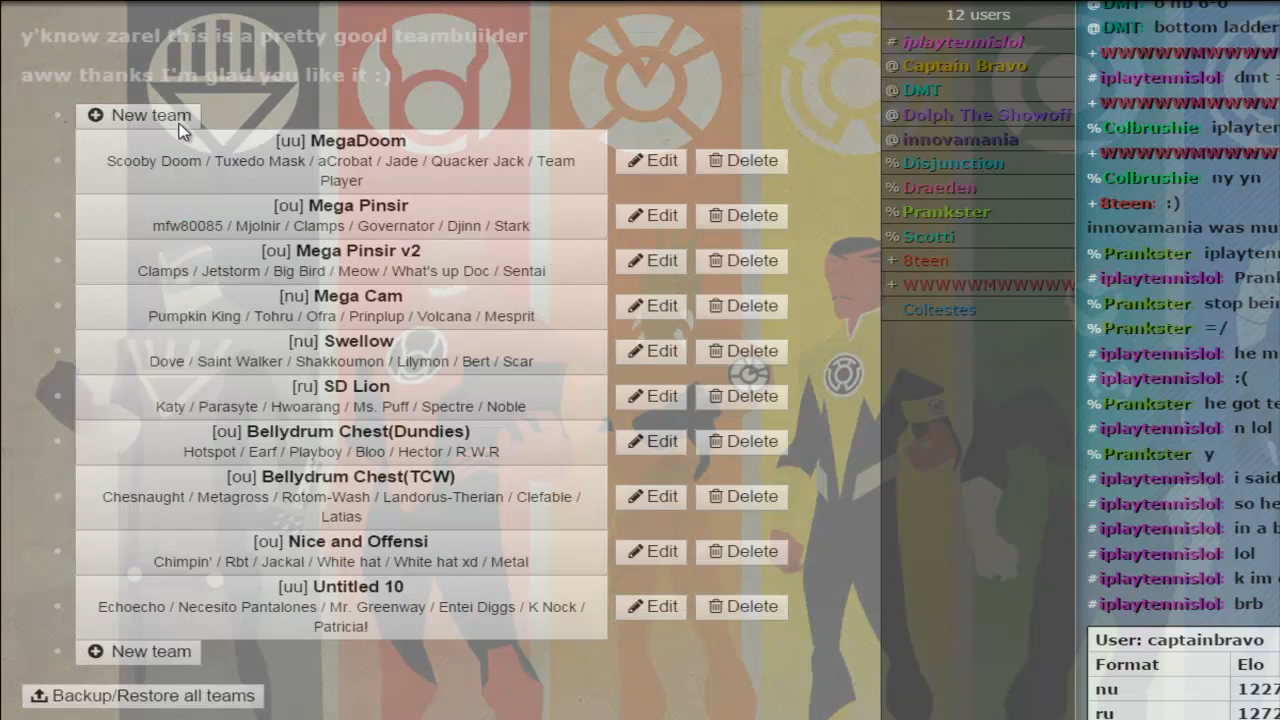 y'know zarel this is a pretty good teambuilder
aww thanks I'm glad you like it :)
New team
[uu] MegaDoom
Scooby Doom / Tuxedo Mask / aCrobat / Jade / Quacker Jack / Team
Player
Edit Delete
[ou] Mega Pinsir
mfw80085 / Mjolnir / Clamps / Governator / Djinn / Stark
Edit Delete
[ou] Mega Pinsir v2
Clamps / Jetstorm / Big Bird / Meow / What's up Doc / Sentai
Edit Delete
[nu] Mega Cam
Pumpkin King / Tohru / Ofra / Prinplup / Volcana / Mesprit
Edit Delete
[nu] Swellow
Dove / Saint Walker / Shakkoumon / Lilymon / Bert / Scar
Edit Delete
[ru] SD Lion
Katy / Parasyte / Hwoarang / Ms. Puff / Spectre / Noble
Edit Delete
[ou] Bellydrum Chest(Dundies)
Hotspot / Earf / Playboy / Bloo / Hector / R.W.R
Edit Delete
[ou] Bellydrum Chest(TCW)
Chesnaught / Metagross / Rotom-Wash / Landorus-Therian / Clefable /
Latias
Edit Delete
[ou] Nice and Offensi
Chimpin' / Rbt / Jackal / White hat / White hat xd / Metal
Edit Delete
[uu] Untitled 10
Echoecho / Necesito Pantalones / Mr. Greenway / Entei Diggs / K Nock /
Patricia!
Edit Delete
New team
Backup/Restore all teams
12 users
# iplaytennislol
@ Captain Bravo
@ DMT
@ Dolph The Showoff
@ innovamania
% Disjunction
% Draeden
% Prankster
% Scotti
+ 8teen
+ WWWWWMWWWWW
Coltestes
@DMT: o nb 6^6
@DMT: bottom ladder
+WWWWWMWWWW
#iplaytennislol: dmt =
+WWWWWMWWWW
%Colbrushie: iplayten
+WWWWWMWWWW
%Colbrushie: ny yn
+8teen: :)
innovamania was mu
%Prankster: iplaytenn
#iplaytennislol: Prank
%Prankster: stop bein
%Prankster: =/
#iplaytennislol: he m
#iplaytennislol: :(
%Prankster: he got te
#iplaytennislol: n lol
%Prankster: y
#iplaytennislol: i said
#iplaytennislol: so he
#iplaytennislol: in a b
#iplaytennislol: lol
#iplaytennislol: k im
#iplaytennislol: brb
User: captainbravo
Format Elo
nu 1227
ru 1272